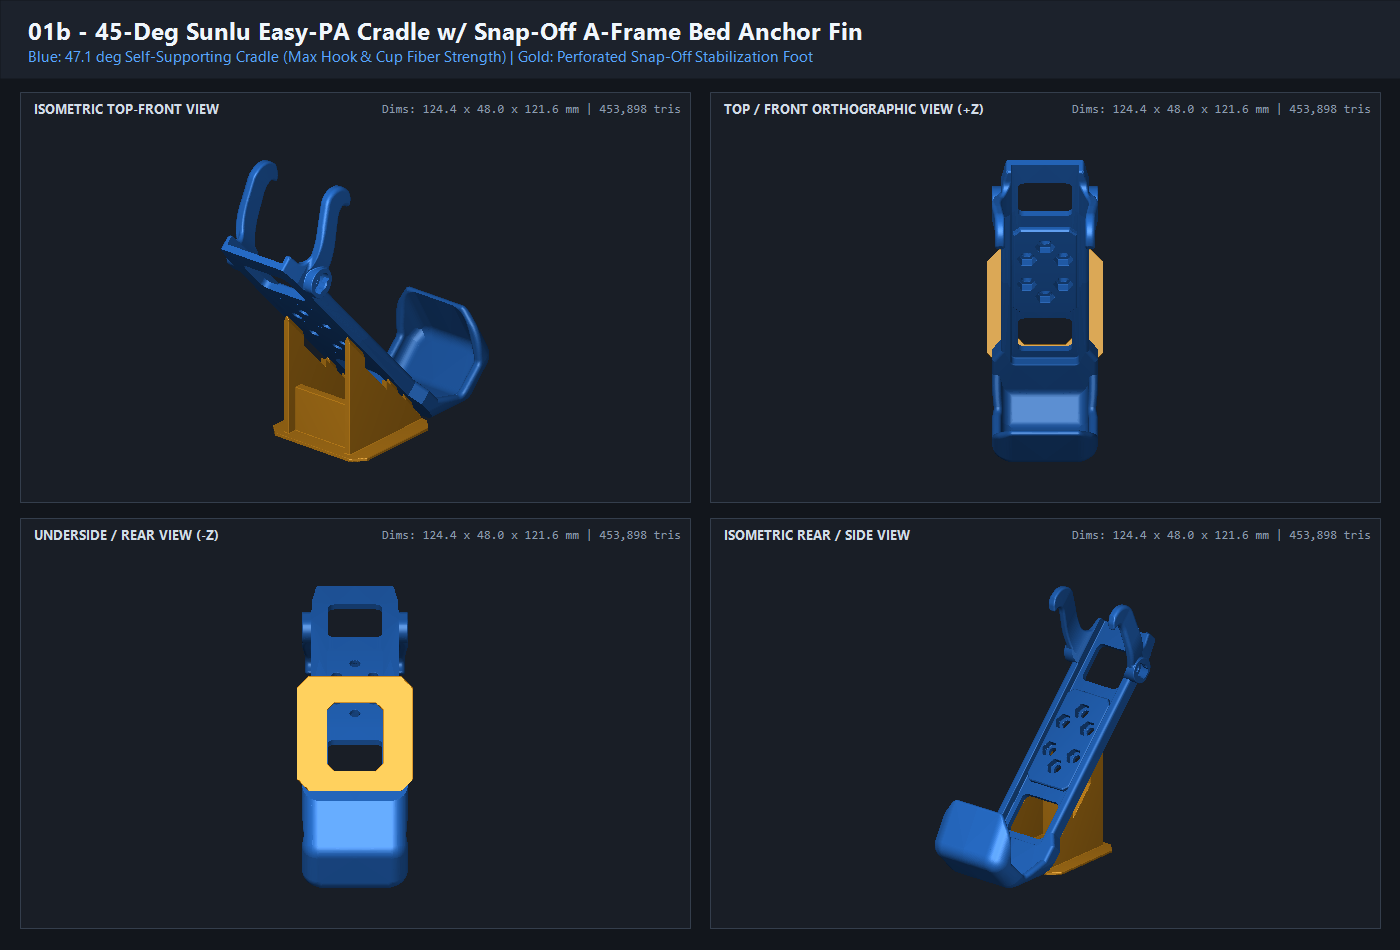 01b - 45-Deg Sunlu Easy-PA Cradle w/ Snap-Off A-Frame Bed Anchor Fin
Blue: 47.1 deg Self-Supporting Cradle (Max Hook & Cup Fiber Strength) | Gold: Perforated Snap-Off Stabilization Foot
ISOMETRIC TOP-FRONT VIEW
Dims: 124.4 x 48.0 x 121.6 mm | 453,898 tris
TOP / FRONT ORTHOGRAPHIC VIEW (+Z)
Dims: 124.4 x 48.0 x 121.6 mm | 453,898 tris
UNDERSIDE / REAR VIEW (-Z)
Dims: 124.4 x 48.0 x 121.6 mm | 453,898 tris
ISOMETRIC REAR / SIDE VIEW
Dims: 124.4 x 48.0 x 121.6 mm | 453,898 tris